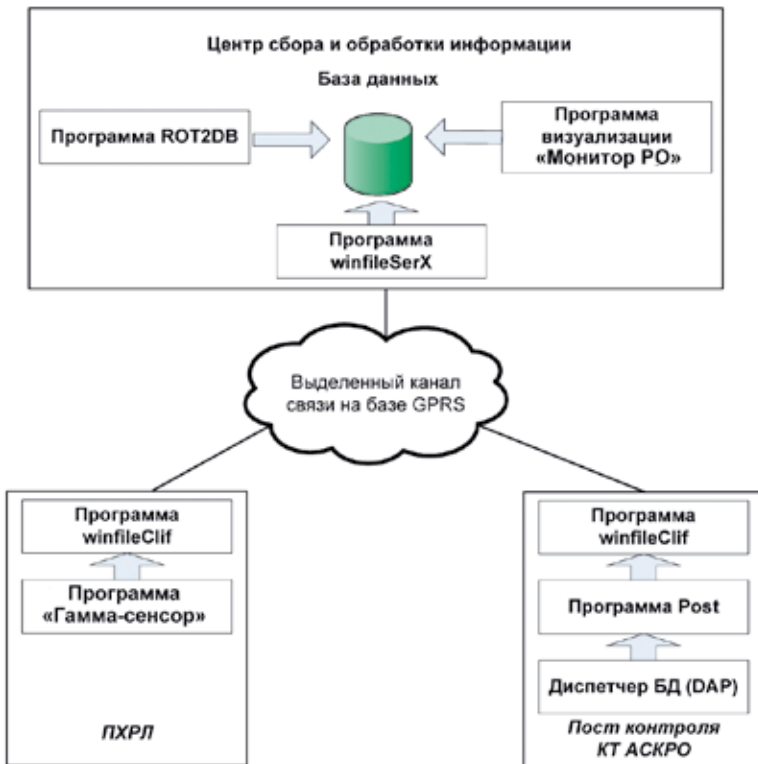 Центр сбора и обработки информации
База данных
Программа ROT2DB
Программа
визуализации
«Монитор РО»
Программа
winfileSerX
Выделенный канал
связи на базе GPRS
Программа
winfileClif
Программа
«Гамма-сенсор»
ПХРЛ
Программа
winfileClif
Программа Post
Диспетчер БД (DAP)
Пост контроля
КТ АСКРО